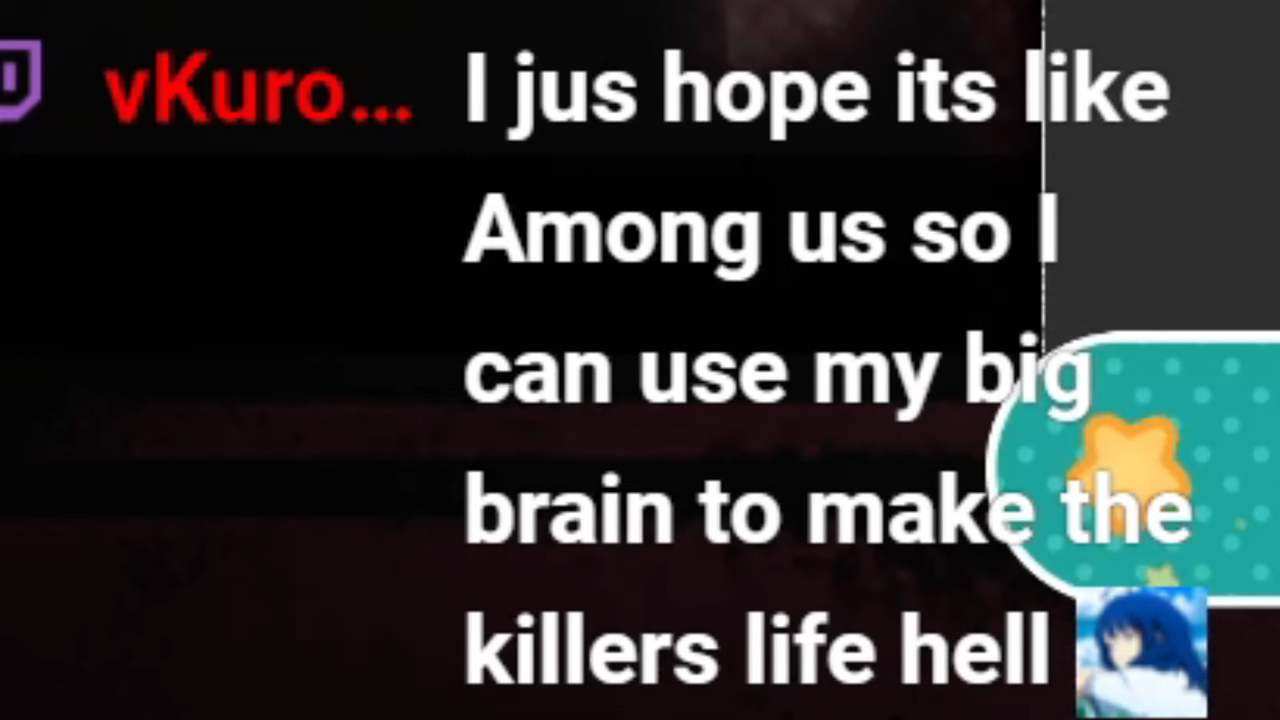 vKuro... I jus hope its like
Among us so I
can use my big
brain to make the
killers life hell